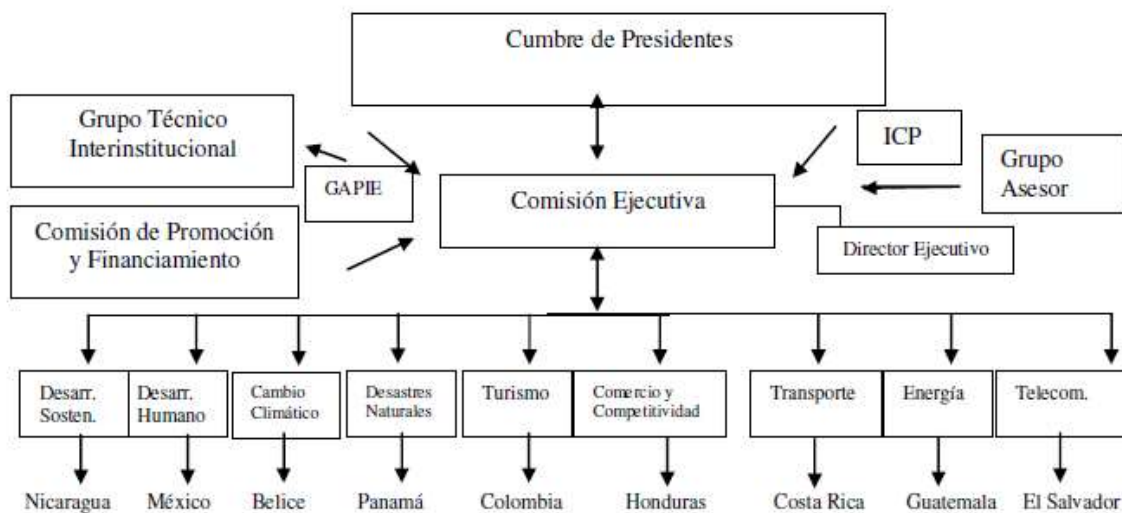 Cumbre de Presidentes
Grupo Técnico
Interinstitucional
ICP
Grupo
Asesor
GAPIE
Comisión Ejecutiva
Comisión de Promoción
y Financiamiento
Director Ejecutivo
Desarr.
Sosten.
Desarr.
Humano
Cambio
Climático
Desastres
Naturales
Turismo
Comercio y
Competitividad
Transporte
Energía
Telecom.
Nicaragua
México
Belice
Panamá
Colombia
Honduras
Costa Rica
Guatemala
El Salvador